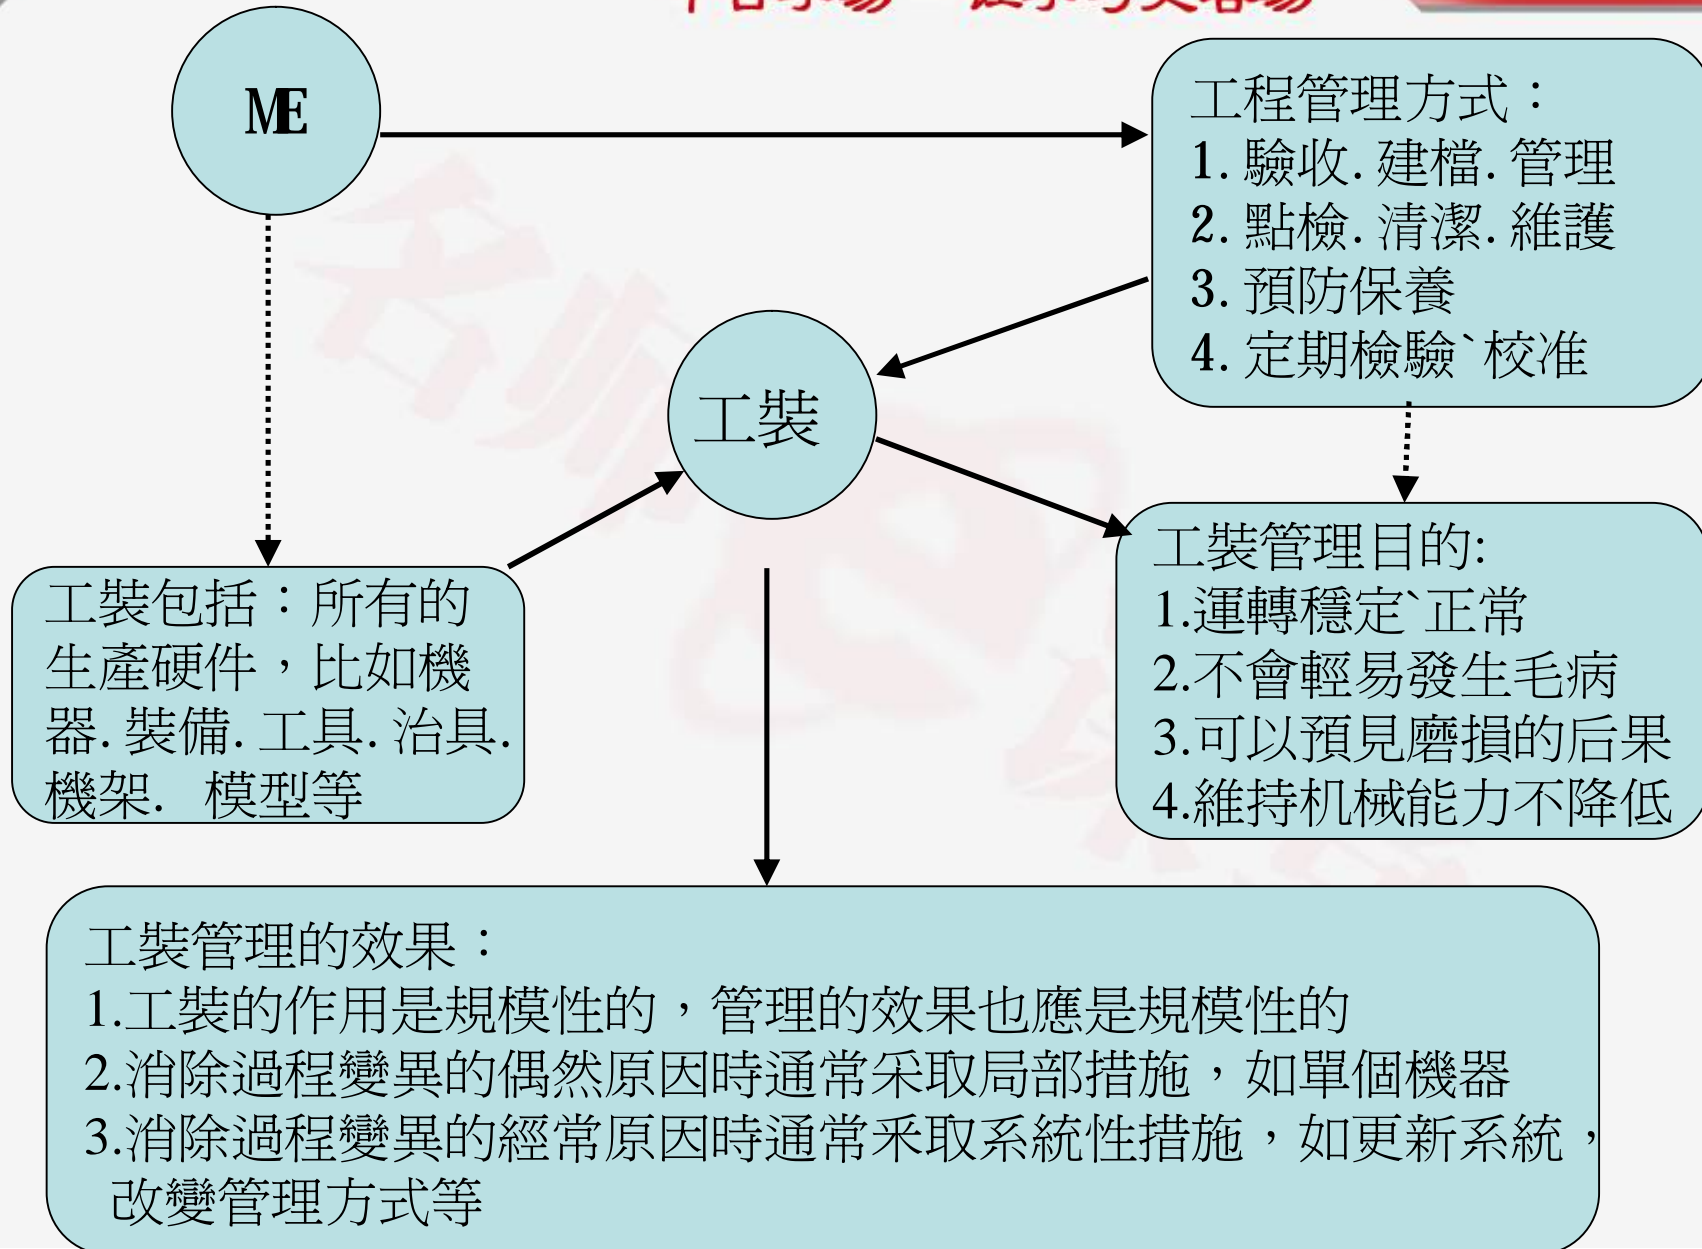 ME
工程管理方式：
1. 驗收. 建檔. 管理
2. 點檢. 清潔. 維護
3. 預防保養
4. 定期檢驗`校准
工裝
工裝包括：所有的
生產硬件，比如機
器. 裝備. 工具. 治具.
機架. 模型等
工裝管理目的:
1.運轉穩定`正常
2.不會輕易發生毛病
3.可以預見磨損的后果
4.維持机械能力不降低
工裝管理的效果：
1.工裝的作用是規模性的，管理的效果也應是規模性的
2.消除過程變異的偶然原因時通常采取局部措施，如單個機器
3.消除過程變異的經常原因時通常釆取系統性措施，如更新系統，
改變管理方式等